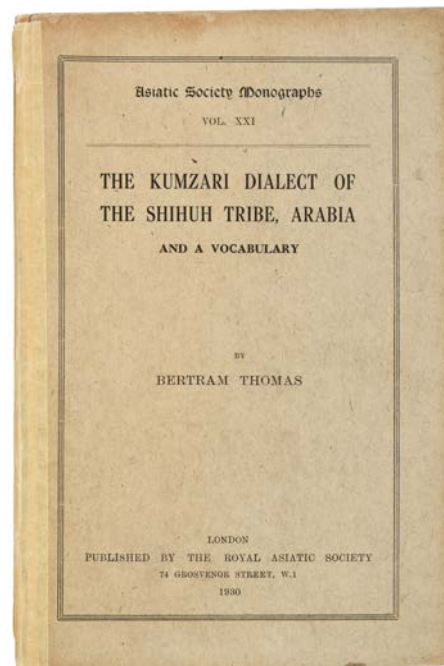 Asiatic Society Monographs
VOL. XXI
THE KUMZARI DIALECT OF
THE SHIHUH TRIBE, ARABIA
AND A VOCABULARY
BY
BERTRAM THOMAS
LONDON
PUBLISHED BY THE ROYAL ASIATIC SOCIETY
74 GROSVENOR STREET, W.1
1930